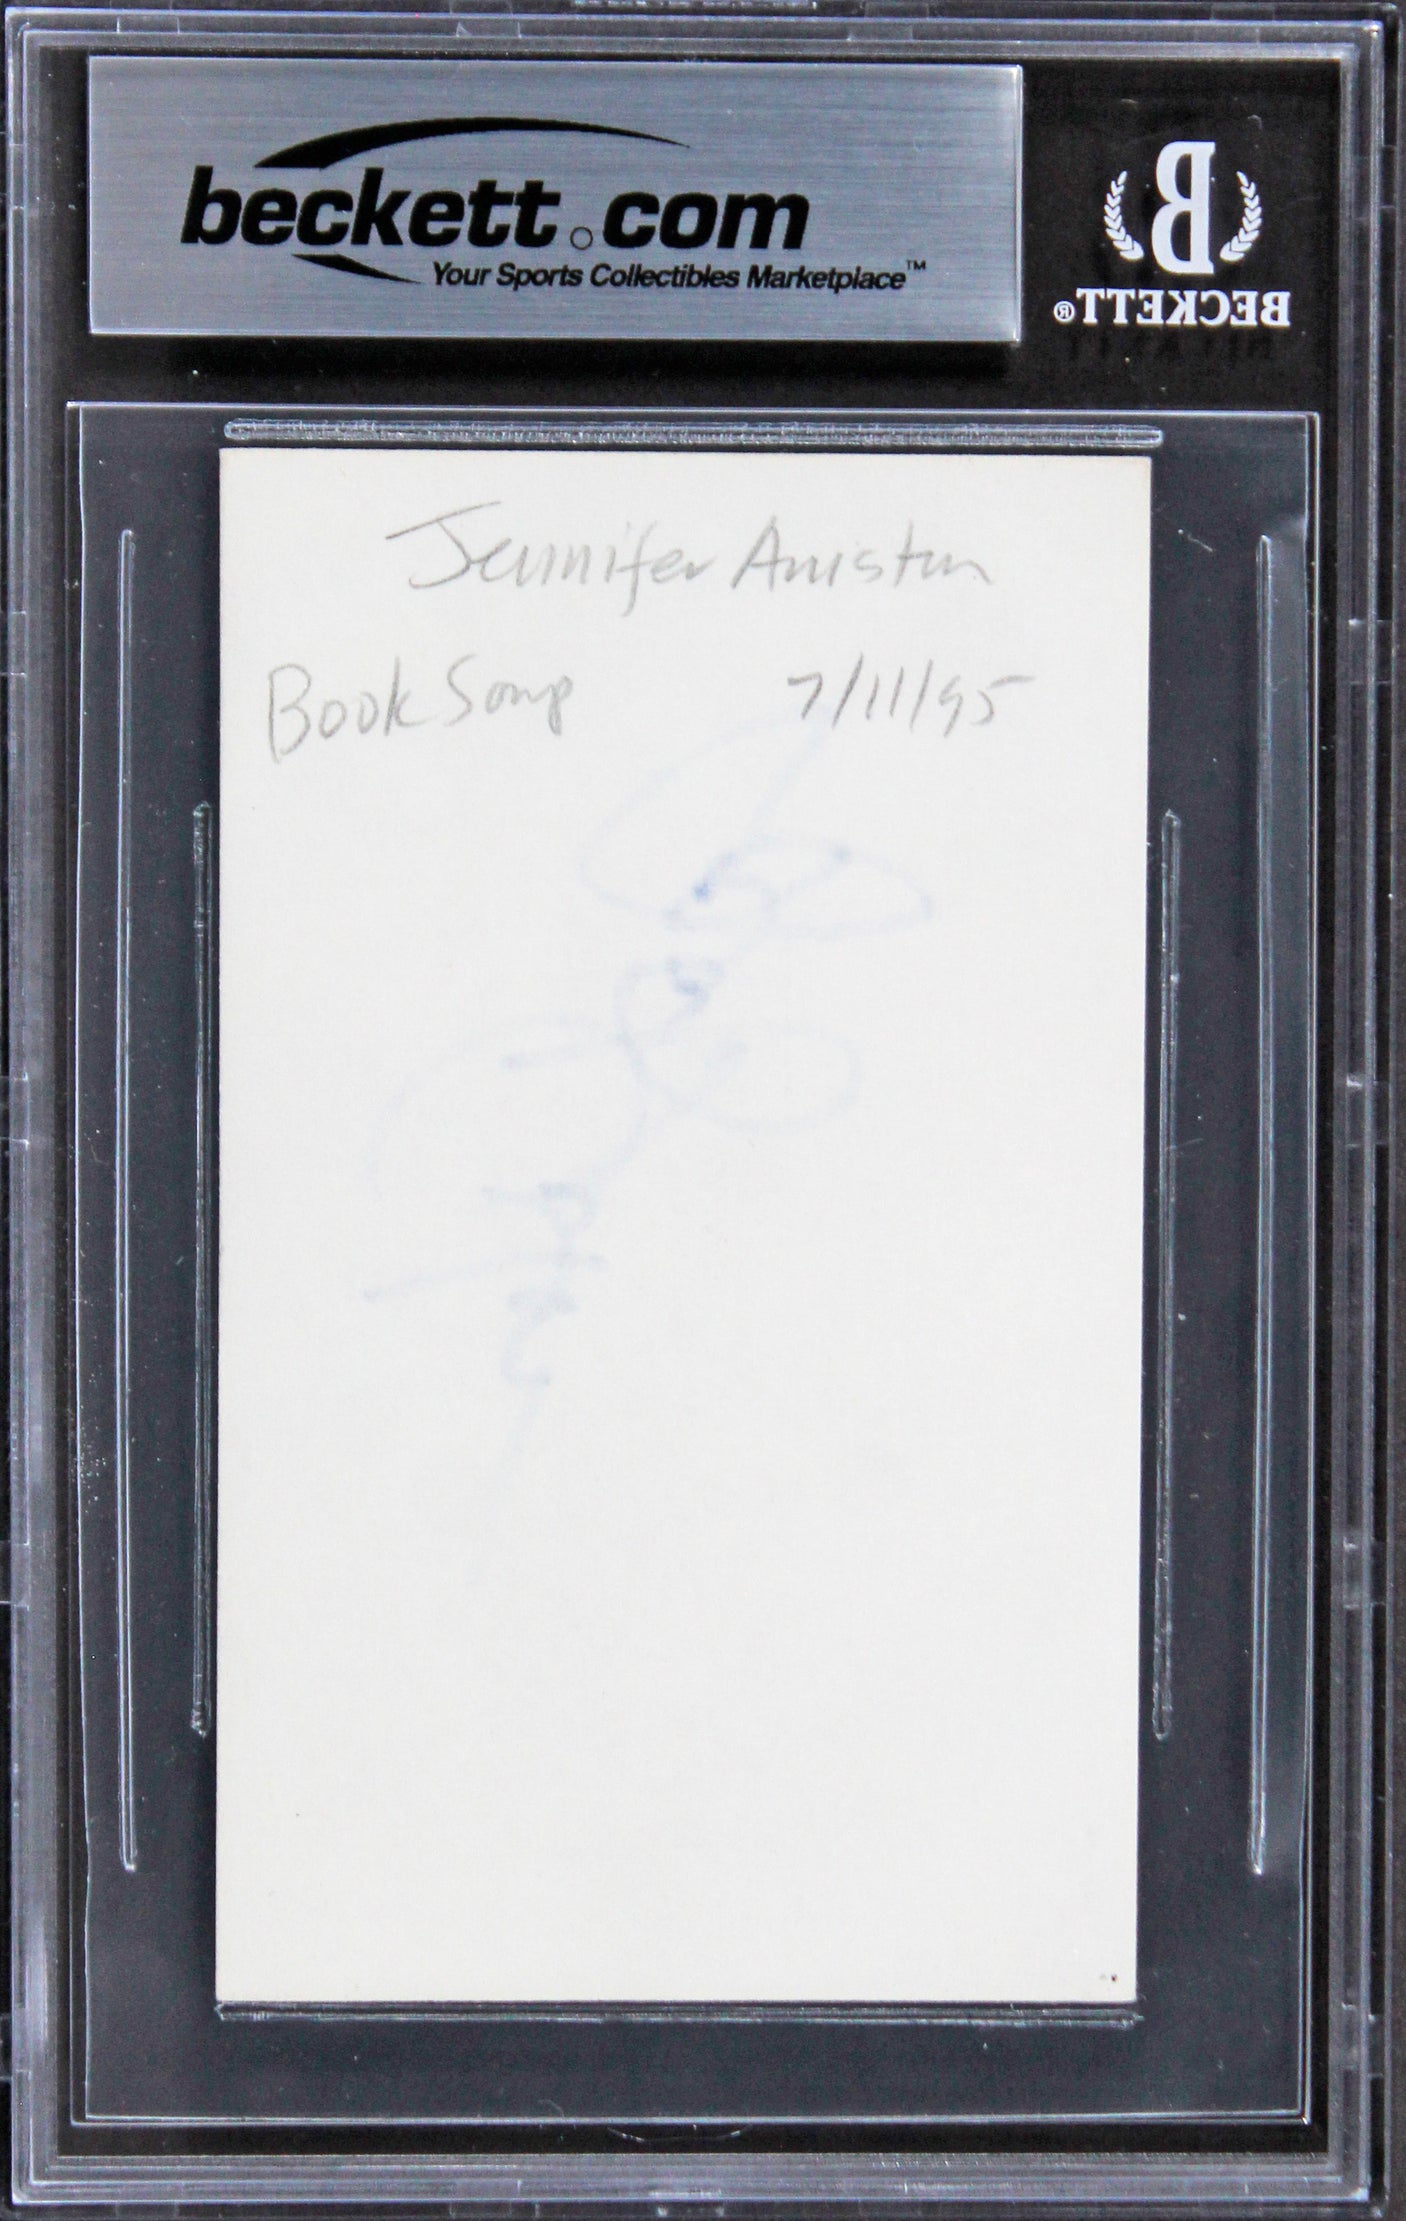 beckett.com
Your Sports Collectibles Marketplace™
B
BECKETT®
Jennifer Aniston
Book Soup 7/11/95